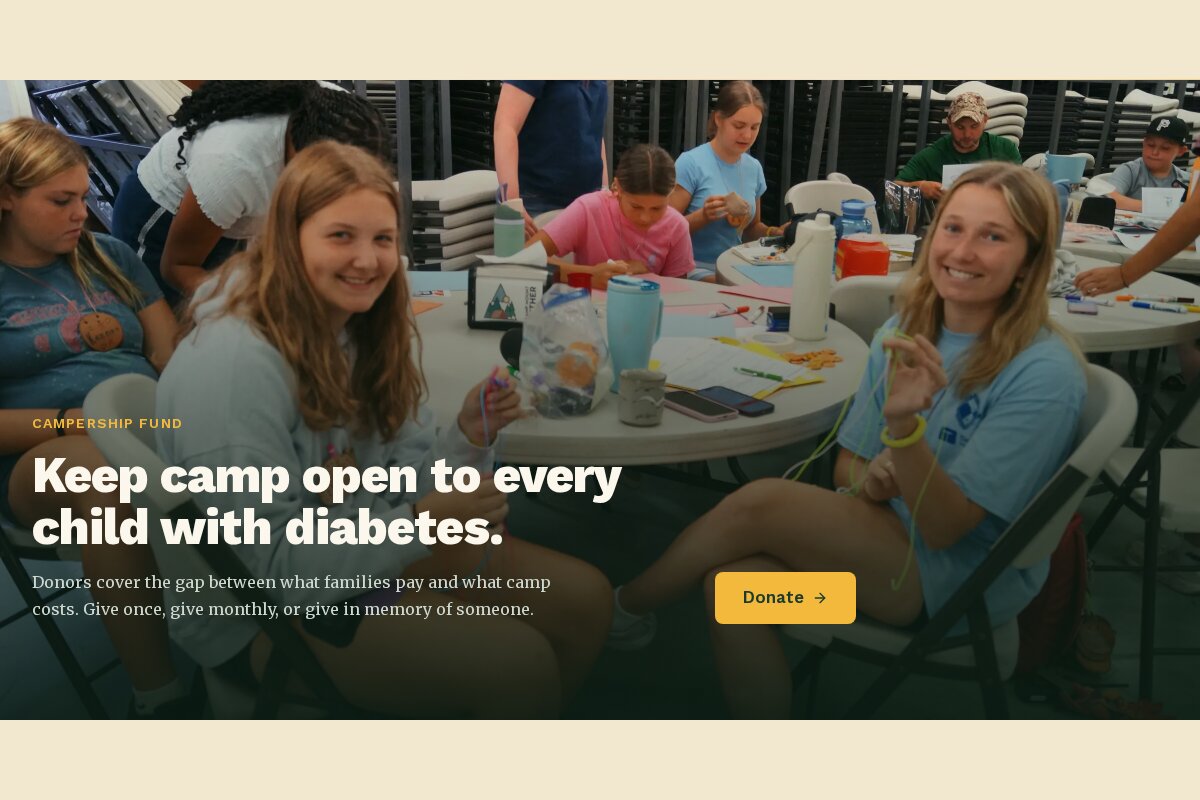 CAMPERSHIP FUND
Keep camp open to every
child with diabetes.
Donors cover the gap between what families pay and what camp
costs. Give once, give monthly, or give in memory of someone.
Donate →
P